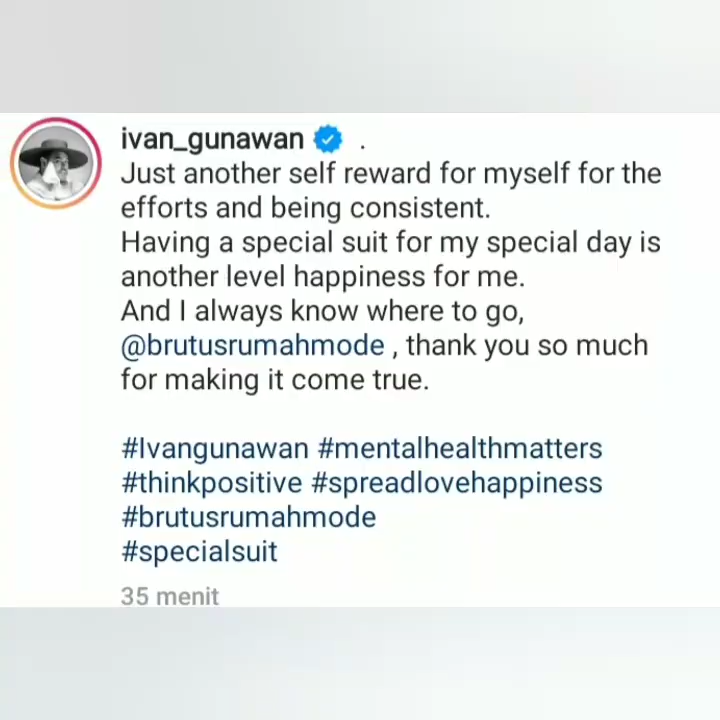 ivan_gunawan .
Just another self reward for myself for the
efforts and being consistent.
Having a special suit for my special day is
another level happiness for me.
And I always know where to go,
@brutusrumahmode , thank you so much
for making it come true.
#Ivangunawan #mentalhealthmatters
#thinkpositive #spreadlovehappiness
#brutusrumahmode
#specialsuit
35 menit